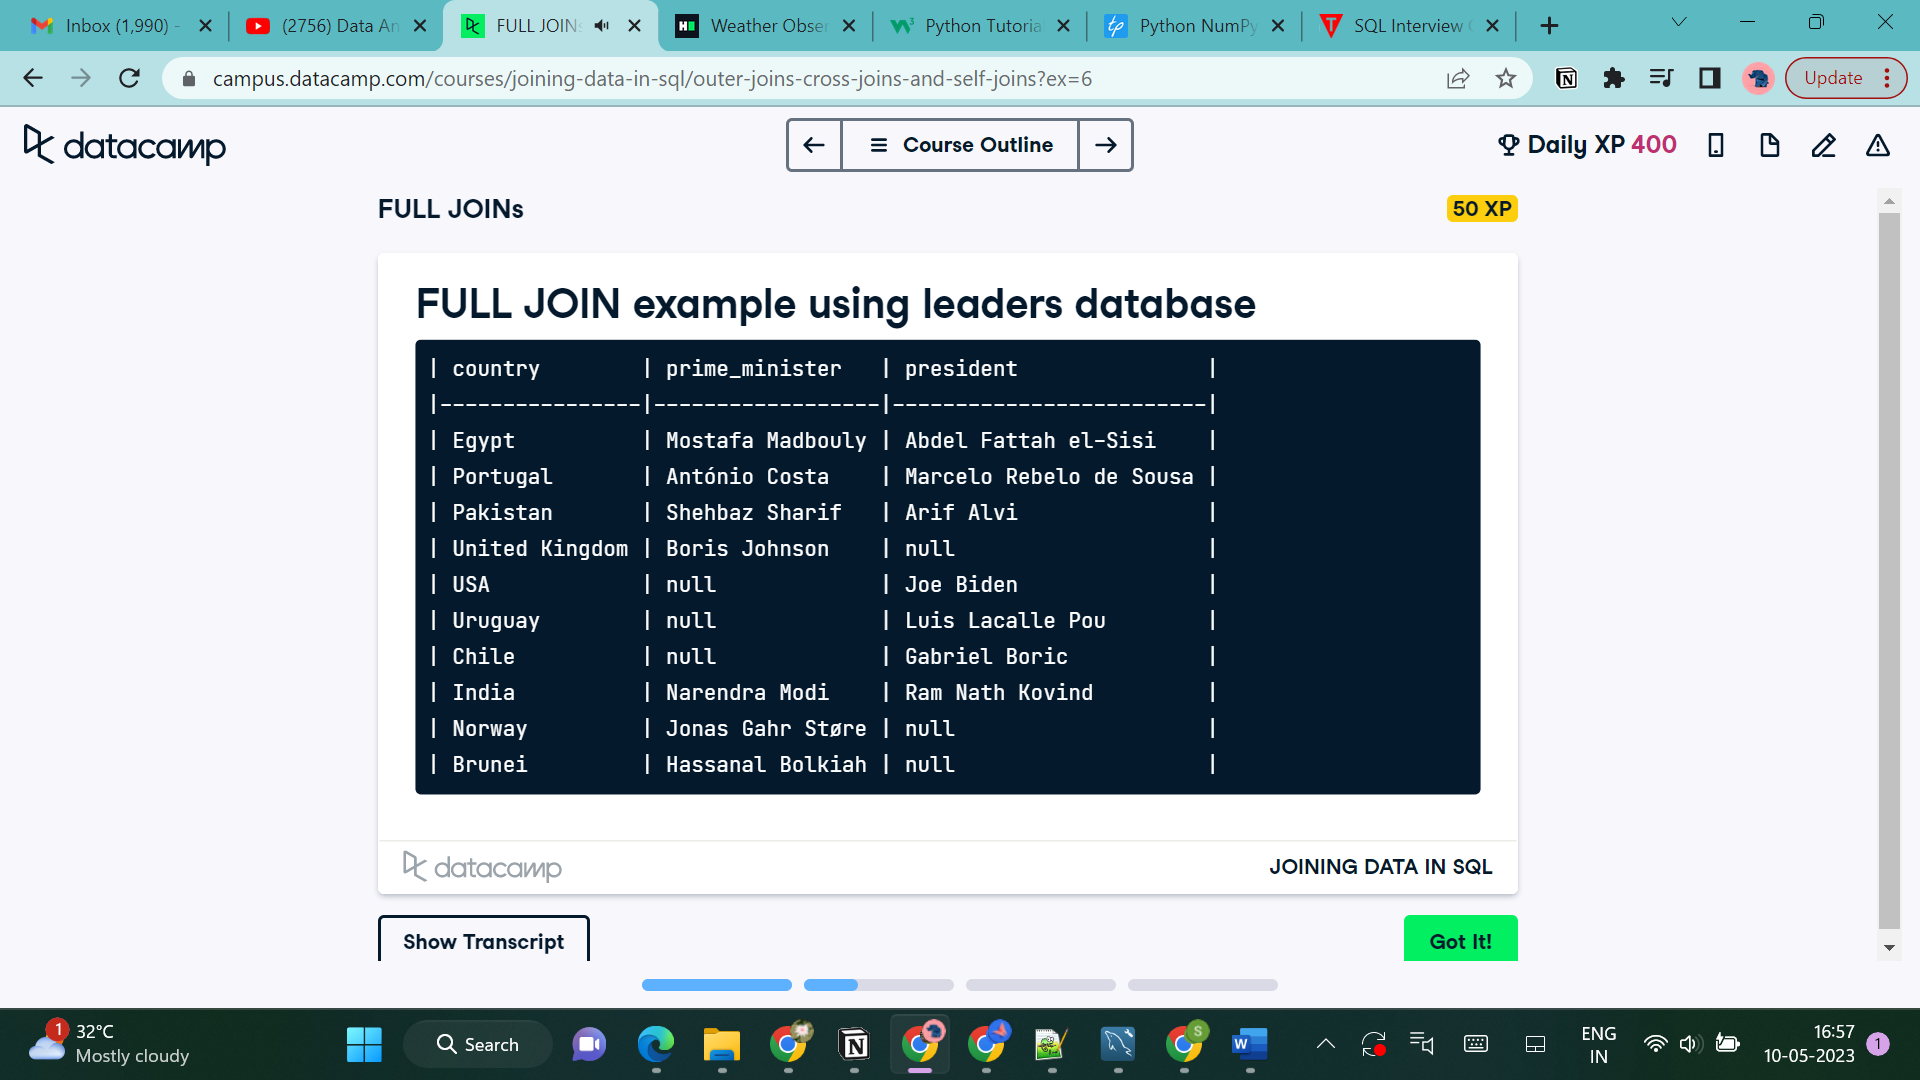 Inbox (1,990) -
(2756) Data An
FULL JOINs
Weather Obser
Python Tutoria
Python NumPy
SQL Interview
campus.datacamp.com/courses/joining-data-in-sql/outer-joins-cross-joins-and-self-joins?ex=6
Update
datacamp
Course Outline
Daily XP 400
FULL JOINs
50 XP
FULL JOIN example using leaders database
| country | prime_minister | president |
|----------------|------------------|-------------------------|
| Egypt | Mostafa Madbouly | Abdel Fattah el-Sisi |
| Portugal | António Costa | Marcelo Rebelo de Sousa |
| Pakistan | Shehbaz Sharif | Arif Alvi |
| United Kingdom | Boris Johnson | null |
| USA | null | Joe Biden |
| Uruguay | null | Luis Lacalle Pou |
| Chile | null | Gabriel Boric |
| India | Narendra Modi | Ram Nath Kovind |
| Norway | Jonas Gahr Støre | null |
| Brunei | Hassanal Bolkiah | null |
datacamp
JOINING DATA IN SQL
Show Transcript
Got It!
1
32°C
Mostly cloudy
Search
S
W
ENG
IN
16:57
10-05-2023
1